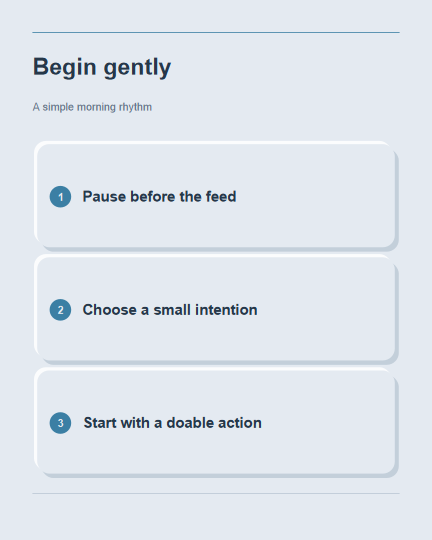 Begin gently
A simple morning rhythm
1 Pause before the feed
2 Choose a small intention
3 Start with a doable action